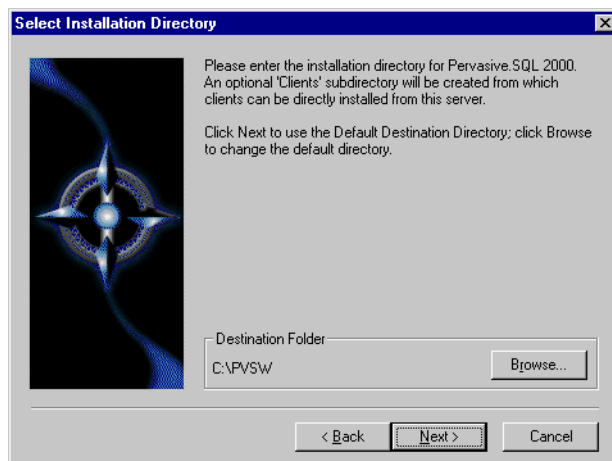 Select Installation Directory
Please enter the installation directory for Pervasive.SQL 2000.
An optional 'Clients' subdirectory will be created from which
clients can be directly installed from this server.
Click Next to use the Default Destination Directory; click Browse
to change the default directory.
Destination Folder
C:\PVSW
Browse...
< Back
Next >
Cancel